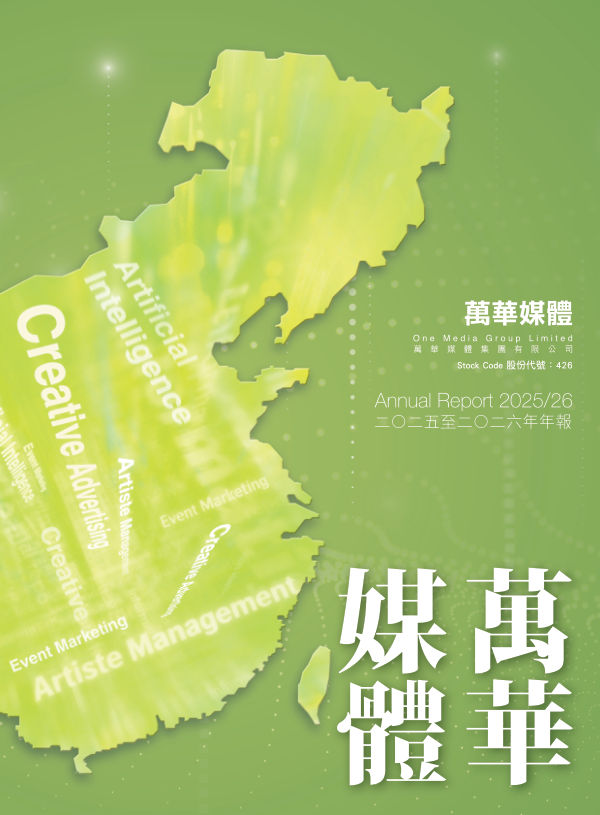 萬華媒體
One Media Group Limited
萬華媒體集團有限公司
Stock Code 股份代號：426
Annual Report 2025/26
二〇二五至二〇二六年年報
Artificial
Intelligence
Creative Advertising
Event Marketing
Artiste Management
Event Marketing
Creative Advertising
Creative
Event Marketing
Artiste Management
萬華
媒體